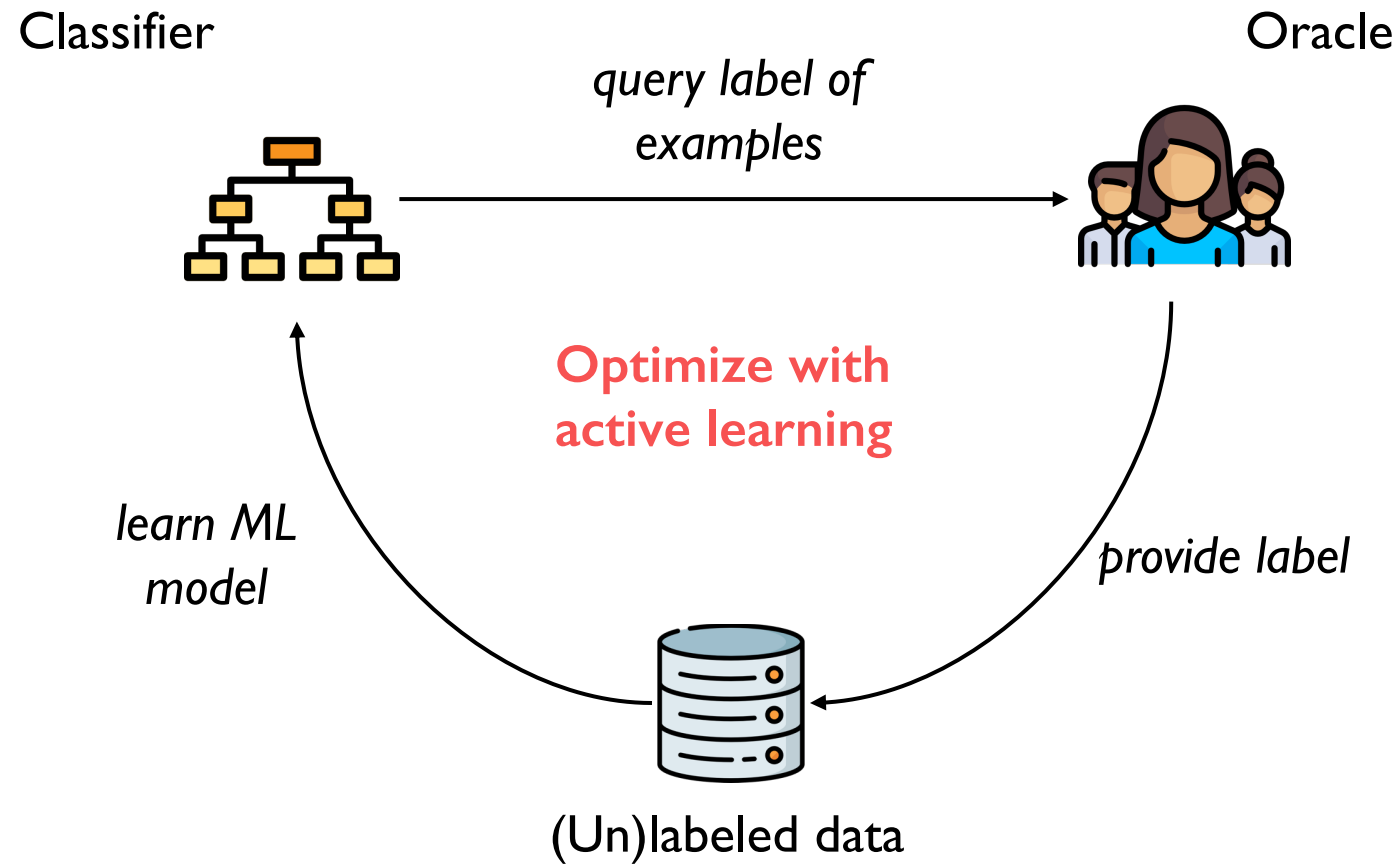 Classifier
Oracle
query label of
examples
Optimize with
active learning
learn ML
model
provide label
(Un)labeled data